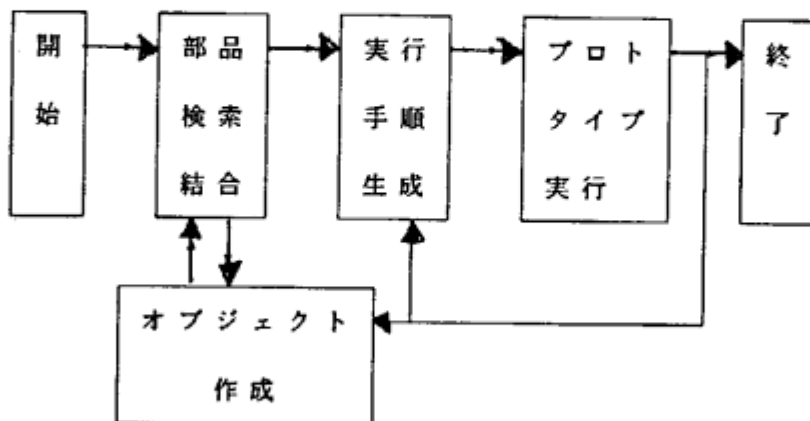 開始
部品
検索
結合
実行
手順
生成
プロト
タイプ
実行
終了
オブジェクト
作成